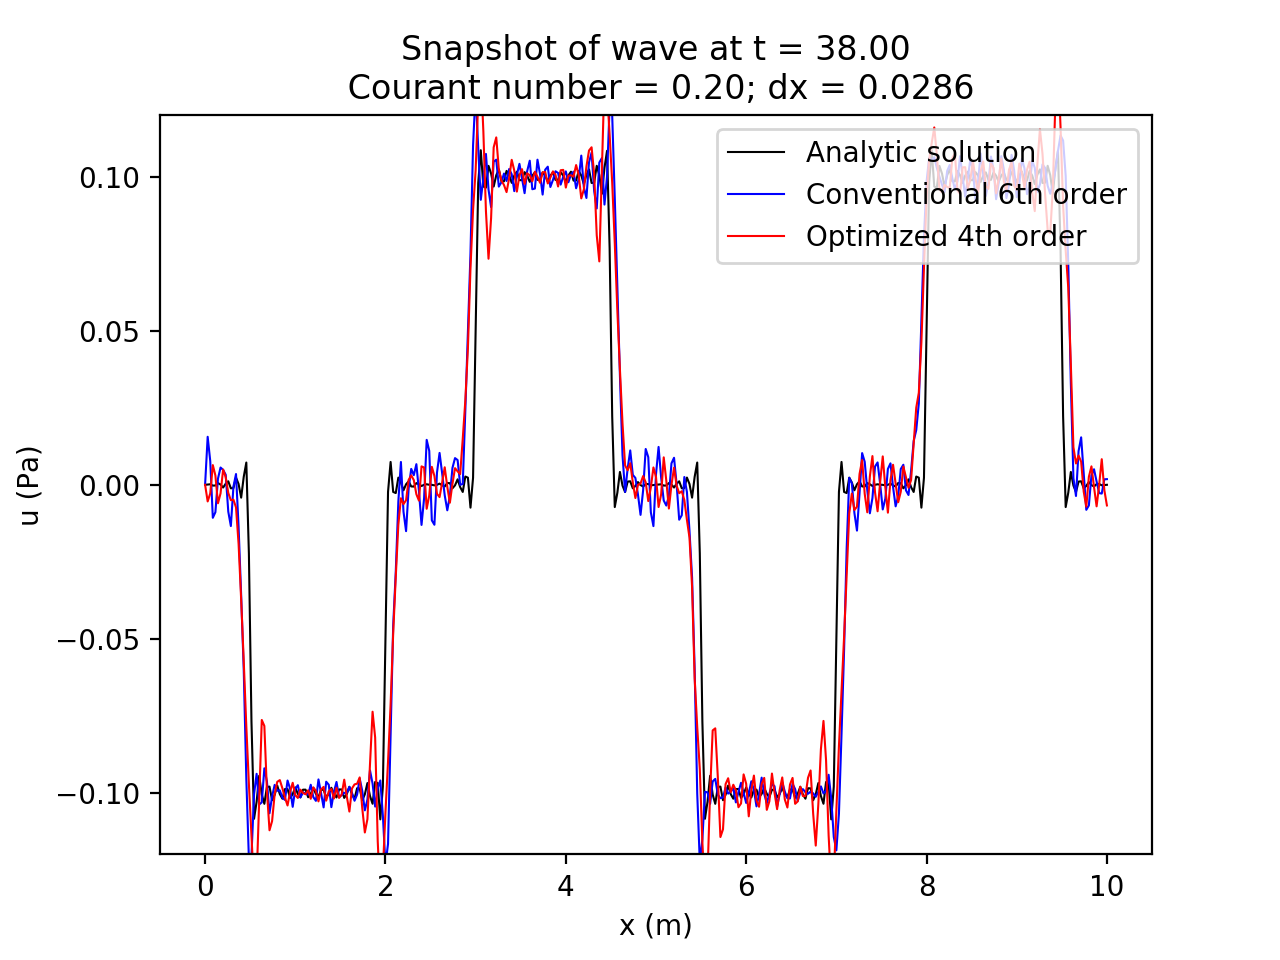 Snapshot of wave at t = 38.00
Courant number = 0.20; dx = 0.0286
Analytic solution
Conventional 6th order
Optimized 4th order
0.10
0.05
0.00
−0.05
−0.10
u (Pa)
0 2 4 6 8 10
x (m)